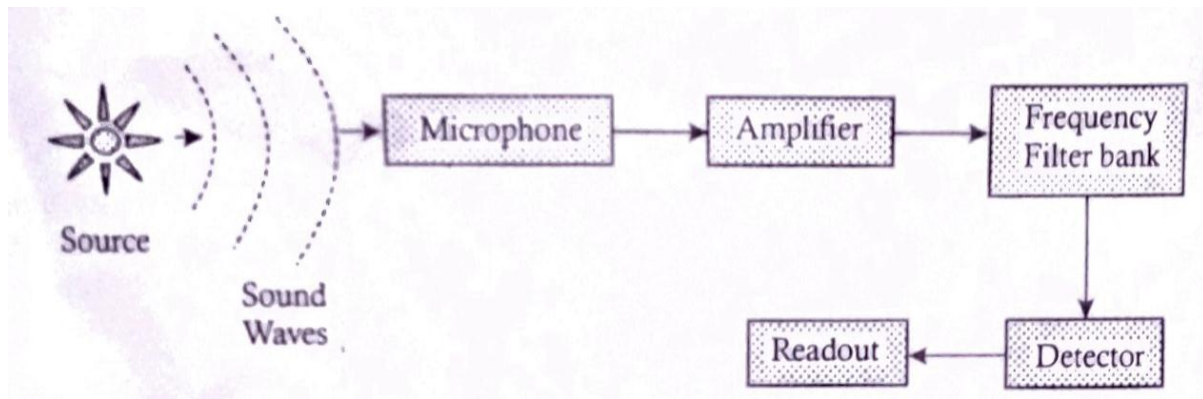 Source
Sound
Waves
Microphone
Amplifier
Frequency
Filter bank
Detector
Readout